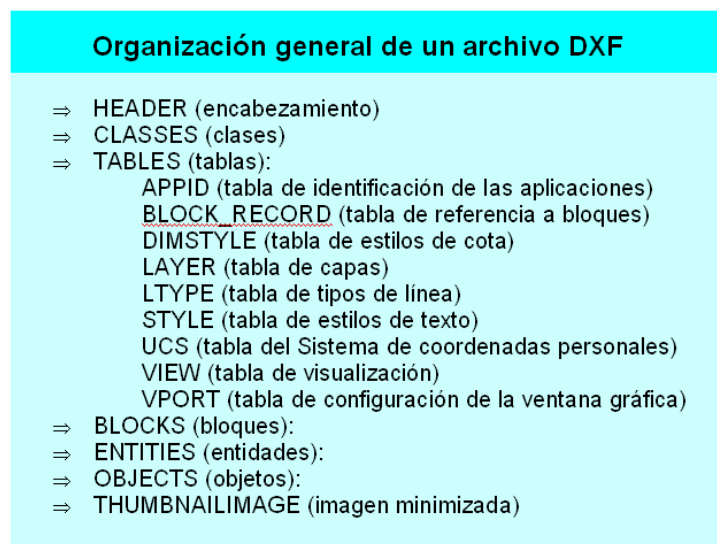 Organización general de un archivo DXF
⇒ HEADER (encabezamiento)
⇒ CLASSES (clases)
⇒ TABLES (tablas):
APPID (tabla de identificación de las aplicaciones)
BLOCK_RECORD (tabla de referencia a bloques)
DIMSTYLE (tabla de estilos de cota)
LAYER (tabla de capas)
LTYPE (tabla de tipos de línea)
STYLE (tabla de estilos de texto)
UCS (tabla del Sistema de coordenadas personales)
VIEW (tabla de visualización)
VPORT (tabla de configuración de la ventana gráfica)
⇒ BLOCKS (bloques):
⇒ ENTITIES (entidades):
⇒ OBJECTS (objetos):
⇒ THUMBNAILIMAGE (imagen minimizada)